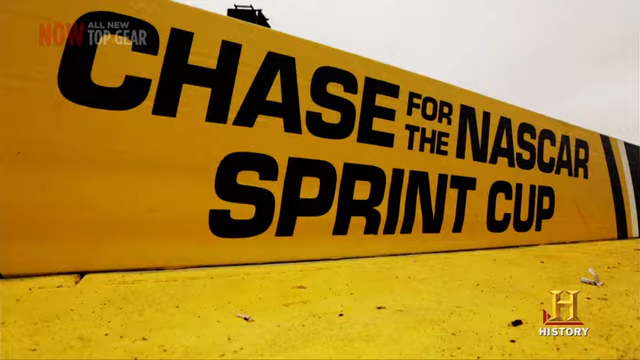 NOW ALL NEW
TOP GEAR
CHASE FOR THE NASCAR
SPRINT CUP
H
HISTORY